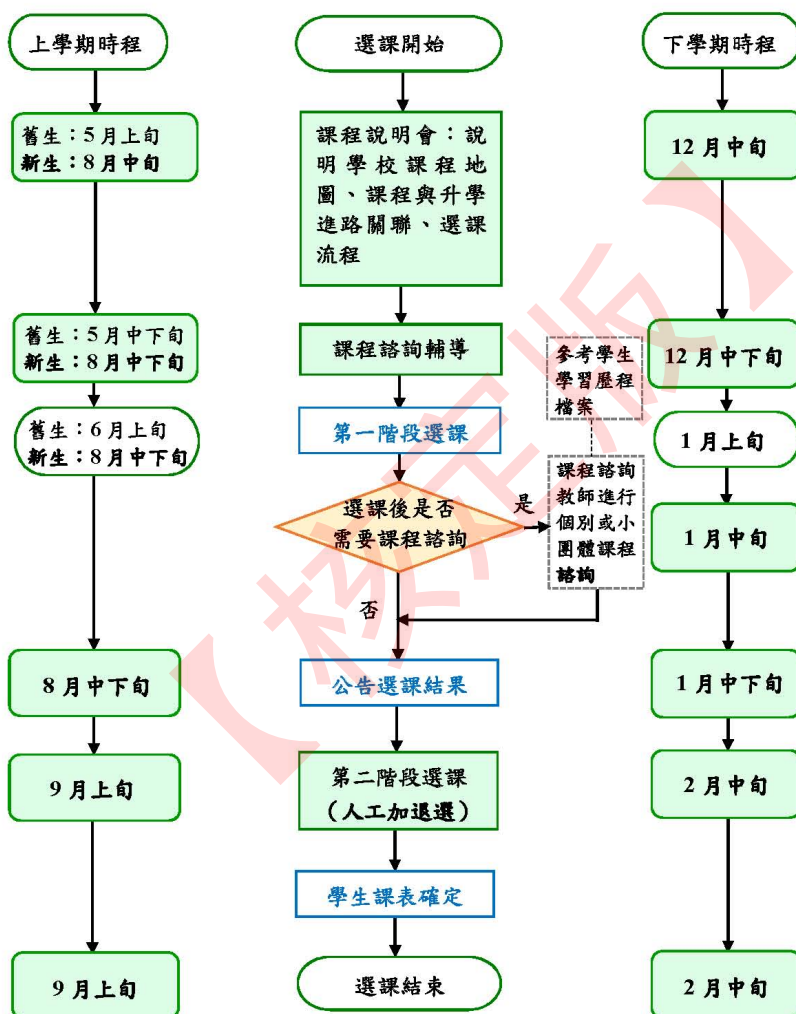 上學期時程
舊生：5月上旬
新生：8月中旬
舊生：5月中下旬
新生：8月中下旬
舊生：6月上旬
新生：8月中下旬
8月中下旬
9月上旬
9月上旬
選課開始
課程說明會：說
明學校課程地
圖、課程與升學
進路關聯、選課
流程
課程諮詢輔導
第一階段選課
選課後是否
需要課程諮詢
是
否
參考學生
學習歷程
檔案
課程諮詢
教師進行
個別或小
團體課程
諮詢
公告選課結果
第二階段選課
（人工加退選）
學生課表確定
選課結束
下學期時程
12月中旬
12月中下旬
1月上旬
1月中旬
1月中下旬
2月中旬
2月中旬
【核定版】